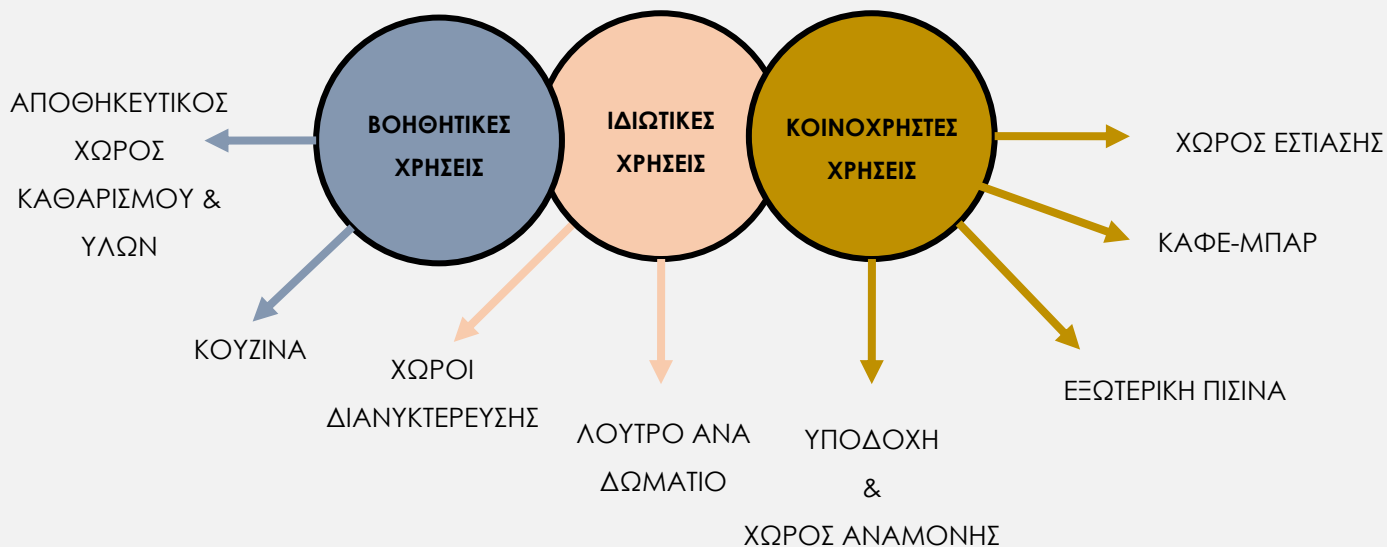 ΒΟΗΘΗΤΙΚΕΣ
ΧΡΗΣΕΙΣ
ΙΔΙΩΤΙΚΕΣ
ΧΡΗΣΕΙΣ
ΚΟΙΝΟΧΡΗΣΤΕΣ
ΧΡΗΣΕΙΣ
ΑΠΟΘΗΚΕΥΤΙΚΟΣ
ΧΩΡΟΣ
ΚΑΘΑΡΙΣΜΟΥ &
ΥΛΩΝ
ΚΟΥΖΙΝΑ
ΧΩΡΟΙ
ΔΙΑΝΥΚΤΕΡΕΥΣΗΣ
ΛΟΥΤΡΟ ΑΝΑ
ΔΩΜΑΤΙΟ
ΥΠΟΔΟΧΗ
&
ΧΩΡΟΣ ΑΝΑΜΟΝΗΣ
ΕΞΩΤΕΡΙΚΗ ΠΙΣΙΝΑ
ΚΑΦΕ-ΜΠΑΡ
ΧΩΡΟΣ ΕΣΤΙΑΣΗΣ